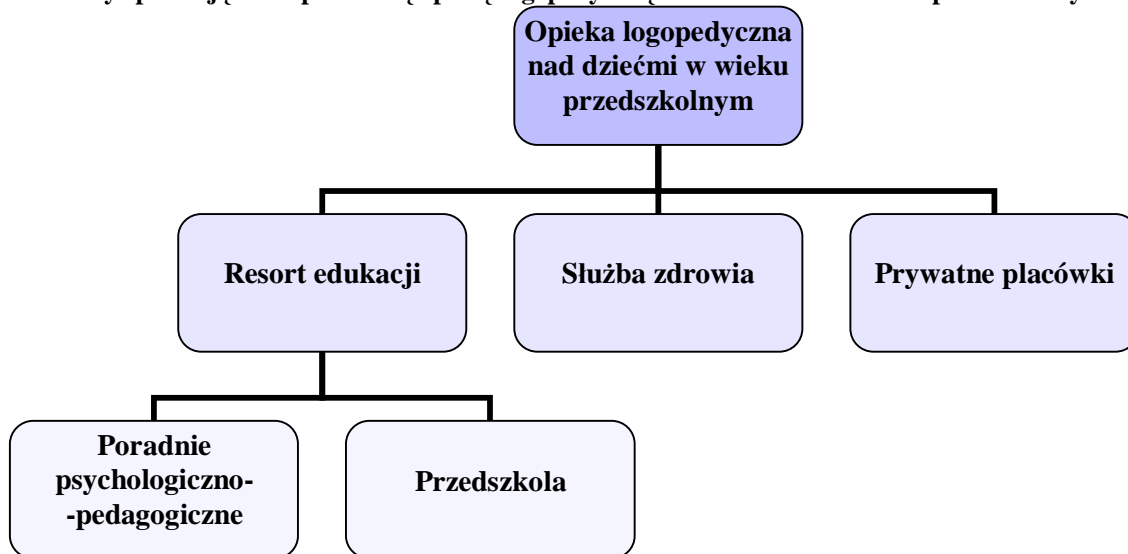 Opieka logopedyczna
nad dziećmi w wieku
przedszkolnym
Resort edukacji
Służba zdrowia
Prywatne placówki
Poradnie
psychologiczno-
-pedagogiczne
Przedszkola